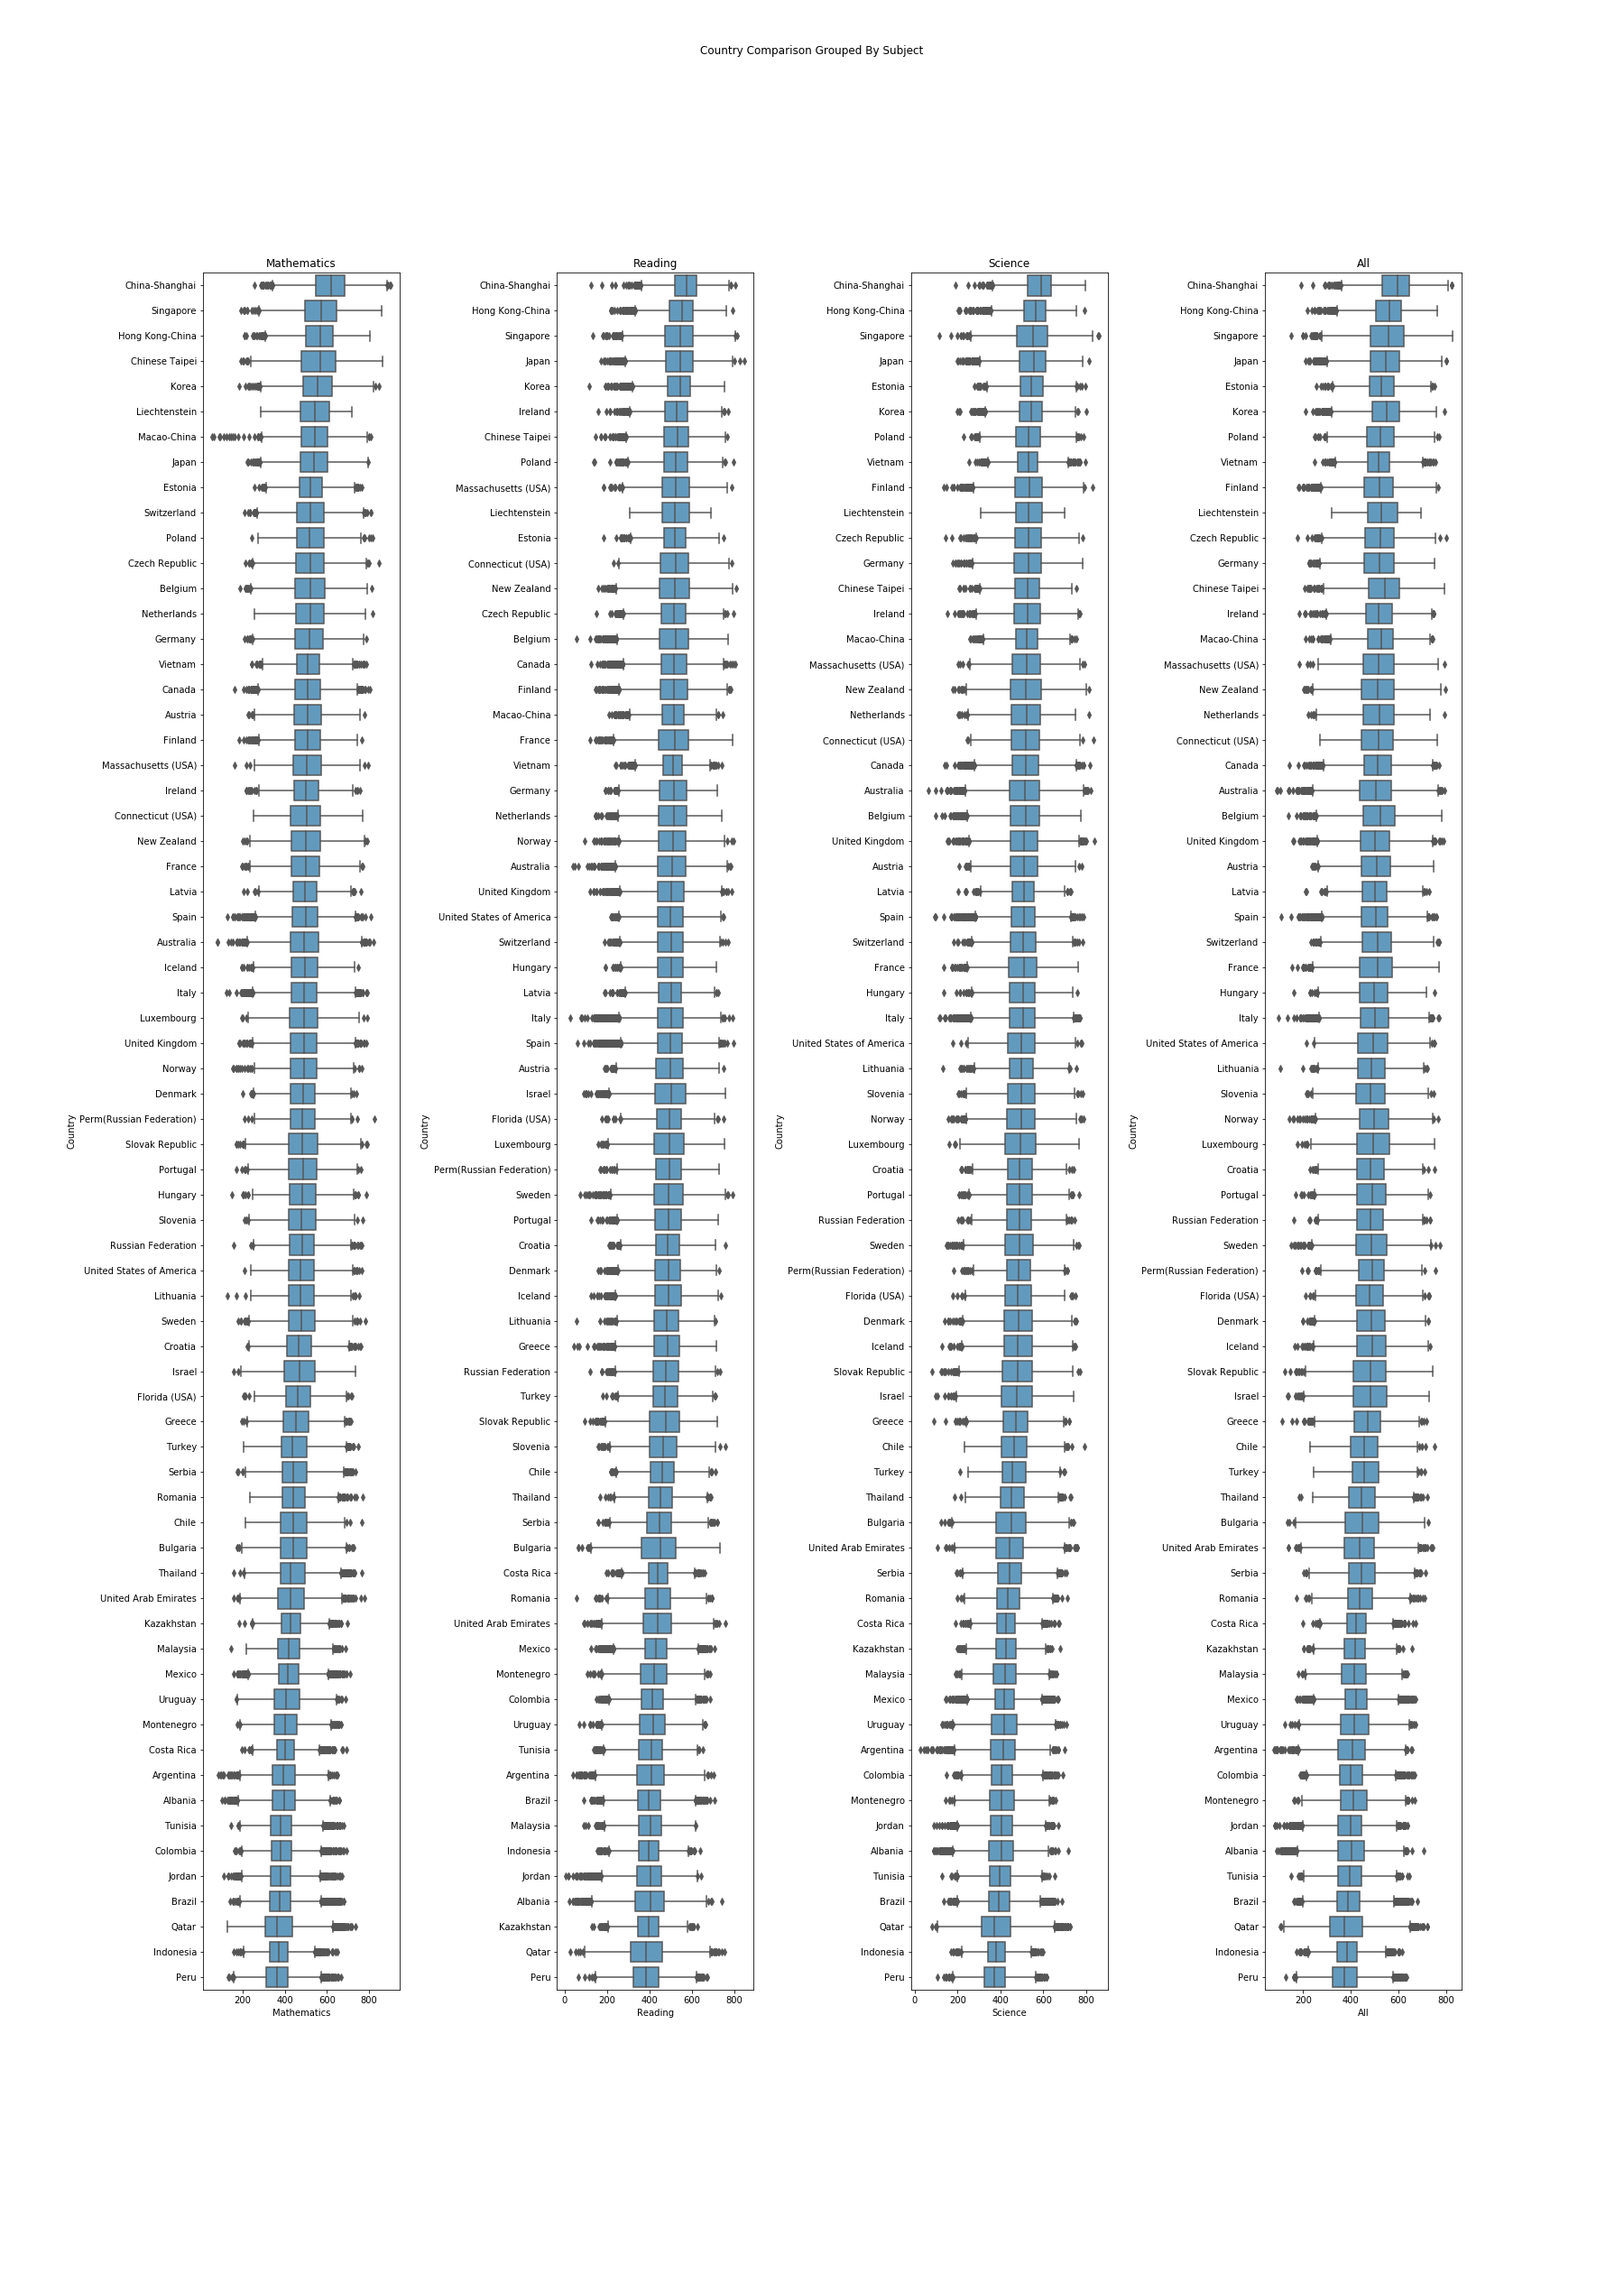 Country Comparison Grouped By Subject
Mathematics
China-Shanghai
Singapore
Hong Kong-China
Chinese Taipei
Korea
Liechtenstein
Macao-China
Japan
Estonia
Switzerland
Poland
Czech Republic
Belgium
Netherlands
Germany
Vietnam
Canada
Austria
Finland
Massachusetts (USA)
Ireland
Connecticut (USA)
New Zealand
France
Latvia
Spain
Australia
Iceland
Italy
Luxembourg
United Kingdom
Norway
Denmark
Perm(Russian Federation)
Slovak Republic
Portugal
Hungary
Slovenia
Russian Federation
United States of America
Lithuania
Sweden
Croatia
Israel
Florida (USA)
Greece
Turkey
Serbia
Romania
Chile
Bulgaria
Thailand
United Arab Emirates
Kazakhstan
Malaysia
Mexico
Uruguay
Montenegro
Costa Rica
Argentina
Albania
Tunisia
Colombia
Jordan
Brazil
Qatar
Indonesia
Peru
Country
200 400 600 800
Mathematics
Reading
China-Shanghai
Hong Kong-China
Singapore
Japan
Korea
Ireland
Chinese Taipei
Poland
Massachusetts (USA)
Liechtenstein
Estonia
Connecticut (USA)
New Zealand
Czech Republic
Belgium
Canada
Finland
Macao-China
France
Vietnam
Germany
Netherlands
Norway
Australia
United Kingdom
United States of America
Switzerland
Hungary
Latvia
Italy
Spain
Austria
Israel
Florida (USA)
Luxembourg
Perm(Russian Federation)
Sweden
Portugal
Croatia
Denmark
Iceland
Lithuania
Greece
Russian Federation
Turkey
Slovak Republic
Slovenia
Chile
Thailand
Serbia
Bulgaria
Costa Rica
Romania
United Arab Emirates
Mexico
Montenegro
Colombia
Uruguay
Tunisia
Argentina
Brazil
Malaysia
Indonesia
Jordan
Albania
Kazakhstan
Qatar
Peru
Country
0 200 400 600 800
Reading
Science
China-Shanghai
Hong Kong-China
Singapore
Japan
Estonia
Korea
Poland
Vietnam
Finland
Liechtenstein
Czech Republic
Germany
Chinese Taipei
Ireland
Macao-China
Massachusetts (USA)
New Zealand
Netherlands
Connecticut (USA)
Canada
Australia
Belgium
United Kingdom
Austria
Latvia
Spain
Switzerland
France
Hungary
Italy
United States of America
Lithuania
Slovenia
Norway
Luxembourg
Croatia
Portugal
Russian Federation
Sweden
Perm(Russian Federation)
Florida (USA)
Denmark
Iceland
Slovak Republic
Israel
Greece
Chile
Turkey
Thailand
Bulgaria
United Arab Emirates
Serbia
Romania
Costa Rica
Kazakhstan
Malaysia
Mexico
Uruguay
Argentina
Colombia
Montenegro
Jordan
Albania
Tunisia
Brazil
Qatar
Indonesia
Peru
Country
0 200 400 600 800
Science
All
China-Shanghai
Hong Kong-China
Singapore
Japan
Estonia
Korea
Poland
Vietnam
Finland
Liechtenstein
Czech Republic
Germany
Chinese Taipei
Ireland
Macao-China
Massachusetts (USA)
New Zealand
Netherlands
Connecticut (USA)
Canada
Australia
Belgium
United Kingdom
Austria
Latvia
Spain
Switzerland
France
Hungary
Italy
United States of America
Lithuania
Slovenia
Norway
Luxembourg
Croatia
Portugal
Russian Federation
Sweden
Perm(Russian Federation)
Florida (USA)
Denmark
Iceland
Slovak Republic
Israel
Greece
Chile
Turkey
Thailand
Bulgaria
United Arab Emirates
Serbia
Romania
Costa Rica
Kazakhstan
Malaysia
Mexico
Uruguay
Argentina
Colombia
Montenegro
Jordan
Albania
Tunisia
Brazil
Qatar
Indonesia
Peru
Country
200 400 600 800
All